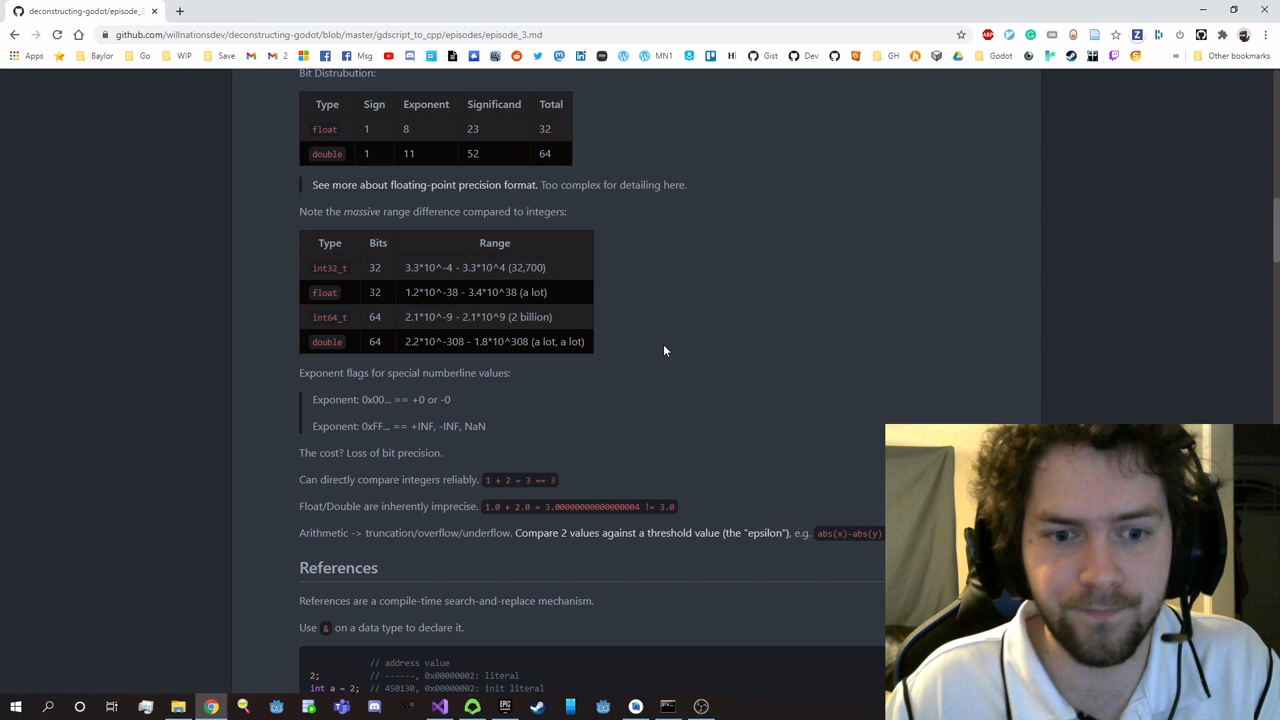 deconstructing-godot/episode_3
github.com/willnationsdev/deconstructing-godot/blob/master/gdscript_to_cpp/episodes/episode_3.md
Apps Baylor Go WIP Save M 2 Msg MN1 Gist Dev GH Godot Other bookmarks
Bit Distrubution:
Type Sign Exponent Significand Total
float 1 8 23 32
double 1 11 52 64
See more about floating-point precision format. Too complex for detailing here.
Note the massive range difference compared to integers:
Type Bits Range
int32_t 32 3.3*10^-4 - 3.3*10^4 (32,700)
float 32 1.2*10^-38 - 3.4*10^38 (a lot)
int64_t 64 2.1*10^-9 - 2.1*10^9 (2 billion)
double 64 2.2*10^-308 - 1.8*10^308 (a lot, a lot)
Exponent flags for special numberline values:
Exponent: 0x00... == +0 or -0
Exponent: 0xFF... == +INF, -INF, NaN
The cost? Loss of bit precision.
Can directly compare integers reliably. 1 + 2 = 3 == 3
Float/Double are inherently imprecise. 1.0 + 2.0 = 3.00000000000000004 != 3.0
Arithmetic -> truncation/overflow/underflow. Compare 2 values against a threshold value (the "epsilon"), e.g. abs(x)-abs(y)
References
References are a compile-time search-and-replace mechanism.
Use & on a data type to declare it.
// address value
2; // ------, 0x00000002: literal
int a = 2; // 450130, 0x00000002: init literal